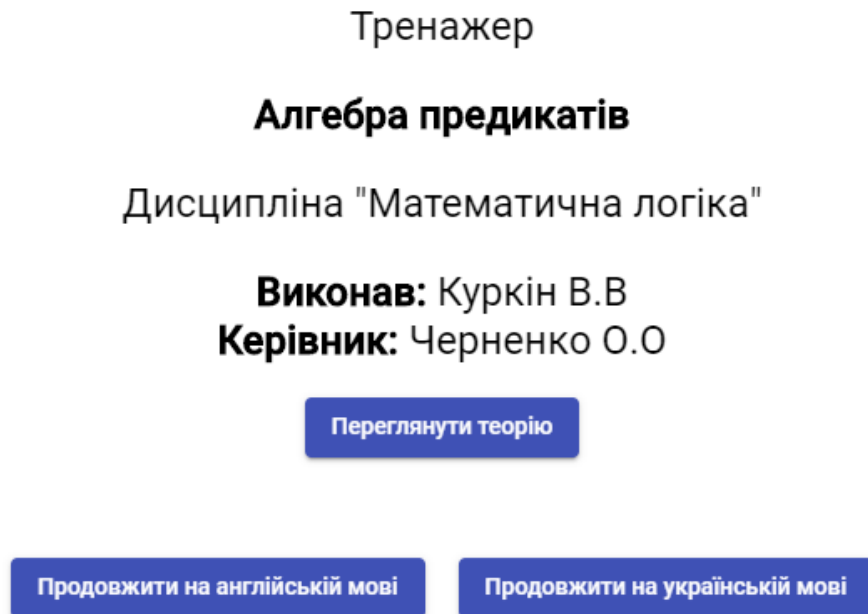 Тренажер
Алгебра предикатів
Дисципліна "Математична логіка"
Виконав: Куркін В.В
Керівник: Черненко О.О
Переглянути теорію
Продовжити на англійській мові
Продовжити на українській мові